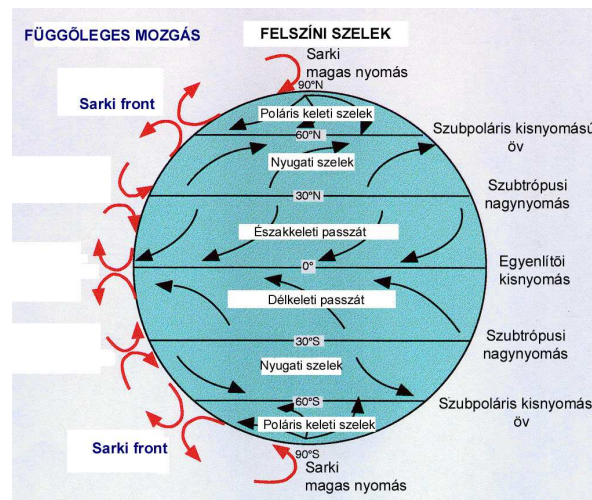 FÜGGŐLEGES MOZGÁS
FELSZÍNI SZELEK
Sarki
magas nyomás
90°N
Sarki front
Poláris keleti szelek
60°N
Szubpoláris kisnyomású
öv
Nyugati szelek
30°N
Szubtrópusi
nagynyomás
Északkeleti passzát
0°
Egyenlítői
kisnyomás
Délkeleti passzát
30°S
Szubtrópusi
nagynyomás
Nyugati szelek
60°S
Szubpoláris kisnyomás
öv
Poláris keleti szelek
Sarki front
90°S
Sarki
magas nyomás